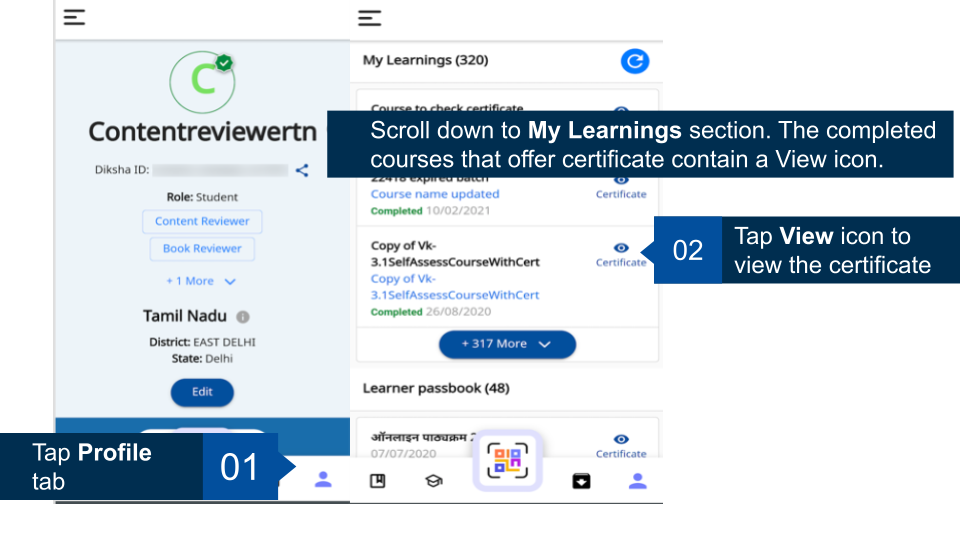 C
Contentreviewertn
Diksha ID:
Role: Student
Content Reviewer
Book Reviewer
+ 1 More
Tamil Nadu
District: EAST DELHI
State: Delhi
Edit
Tap Profile
tab
01
My Learnings (320)
Course to check certificate
Scroll down to My Learnings section. The completed
courses that offer certificate contain a View icon.
22418 expired batch
Course name updated
Certificate
Completed 10/02/2021
Copy of Vk-
3.1SelfAssessCourseWithCert
Certificate
Copy of Vk-
3.1SelfAssessCourseWithCert
Completed 26/08/2020
02
Tap View icon to
view the certificate
+ 317 More
Learner passbook (48)
ऑनलाइन पाठ्यक्रम
07/07/2020
Certificate